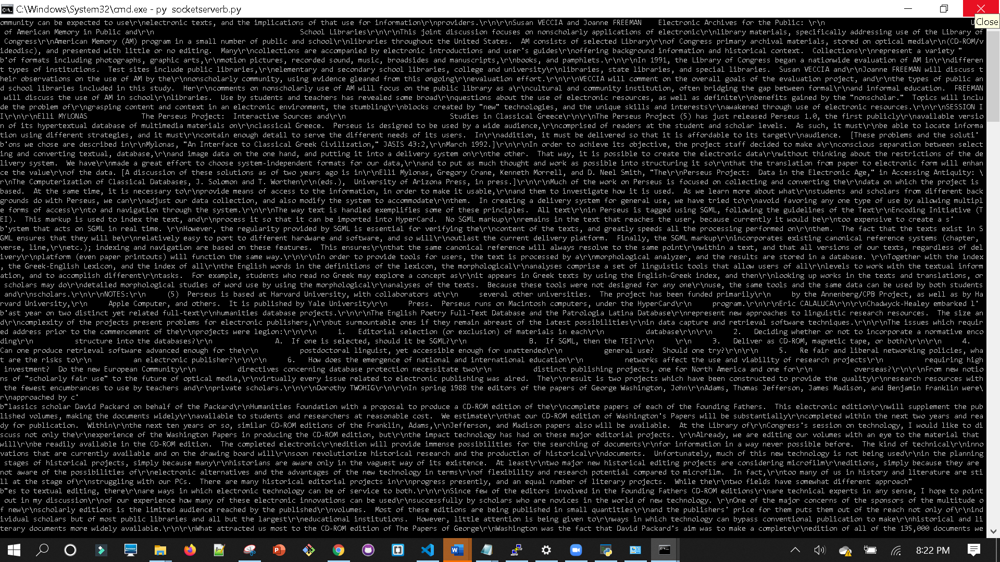 C:\Windows\System32\cmd.exe - py  socketserverb.py
Close
ommunity can be expected to use\r\nelectronic texts, and the implications of that use for information\r\nproviders.\r\n\r\nSusan VECCIA and Joanne FREEMAN    Electronic Archives for the Public: \r\n                                   U
 of American Memory in Public and\r\n                                   School Libraries\r\n\r\nThis joint discussion focuses on nonscholarly applications of electronic\r\nlibrary materials, specifically addressing use of the Library of
 Congress\r\nAmerican Memory (AM) program in a small number of public and school\r\nlibraries throughout the United States.  AM consists of selected Library\r\nof Congress primary archival materials, stored on optical media\r\n(CD-ROM/v
ideodisc), and presented with little or no editing.  Many\r\ncollections are accompanied by electronic introductions and user's guides\r\noffering background information and historical context.  Collections\r\nrepresent a variety "
b'of formats including photographs, graphic arts,\r\nmotion pictures, recorded sound, music, broadsides and manuscripts,\r\nbooks, and pamphlets.\r\n\r\nIn 1991, the Library of Congress began a nationwide evaluation of AM in\r\ndifferen
t types of institutions.  Test sites include public libraries,\r\nelementary and secondary school libraries, college and university\r\nlibraries, state libraries, and special libraries.  Susan VECCIA and\r\nJoanne FREEMAN will discuss t
heir observations on the use of AM by the\r\nnonscholarly community, using evidence gleaned from this ongoing\r\nevaluation effort.\r\n\r\nVECCIA will comment on the overall goals of the evaluation project, and\r\nthe types of public an
d school libraries included in this study.  Her\r\ncomments on nonscholarly use of AM will focus on the public library as a\r\ncultural and community institution, often bridging the gap between formal\r\nand informal education.  FREEMAN
 will discuss the use of AM in school\r\nlibraries.  Use by students and teachers has revealed some broad\r\nquestions about the use of electronic resources, as well as definite\r\nbenefits gained by the "nonscholar."  Topics will inclu
de the problem of\r\ngrasping content and context in an electronic environment, the stumbling\r\nblocks created by "new" technologies, and the unique skills and interests\r\nawakened through use of electronic resources.\r\n\r\nSESSION I
I\r\n\r\nElli MYLONAS             The Perseus Project:  Interactive Sources and\r\n                         Studies in Classical Greece\r\n\r\nThe Perseus Project (5) has just released Perseus 1.0, the first publicly\r\navailable versio
n of its hypertextual database of multimedia materials on\r\nclassical Greece.  Perseus is designed to be used by a wide audience,\r\ncomprised of readers at the student and scholar levels.  As such, it must\r\nbe able to locate informa
tion using different strategies, and it must\r\ncontain enough detail to serve the different needs of its users.  In\r\naddition, it must be delivered so that it is affordable to its target\r\naudience.  [These problems and the soluti'
b'ons we chose are described in\r\nMylonas, "An Interface to Classical Greek Civilization," JASIS 43:2,\r\nMarch 1992.]\r\n\r\nIn order to achieve its objective, the project staff decided to make a\r\nconscious separation between select
ing and converting textual, database,\r\nand image data on the one hand, and putting it into a delivery system on\r\nthe other.  That way, it is possible to create the electronic data\r\nwithout thinking about the restrictions of the de
livery system.  We have\r\nmade a great effort to choose system-independent formats for our data,\r\nand to put as much thought and work as possible into structuring it so\r\nthat the translation from paper to electronic form will enhan
ce the value\r\nof the data. [A discussion of these solutions as of two years ago is in\r\nElli Mylonas, Gregory Crane, Kenneth Morrell, and D. Neel Smith, "The\r\nPerseus Project:  Data in the Electronic Age," in Accessing Antiquity: \
\r\nThe Computerization of Classical Databases, J. Solomon and T. Worthen\r\n(eds.),  University of Arizona Press, in press.]\r\n\r\nMuch of the work on Perseus is focused on collecting and converting the\r\ndata on which the project is
based.  At the same time, it is necessary to\r\nprovide means of access to the information, in order to make it usable,\r\nand them to investigate how it is used.  As we learn more about what\r\nstudents and scholars from different back
grounds do with Perseus, we can\r\nadjust our data collection, and also modify the system to accommodate\r\nthem.  In creating a delivery system for general use, we have tried to\r\navoid favoring any one type of use by allowing multipl
e forms of access\r\nto and navigation through the system.\r\n\r\nThe way text is handled exemplifies some of these principles.  All text\r\nin Perseus is tagged using SGML, following the guidelines of the Text\r\nEncoding Initiative (T
EI).  This markup is used to index the text, and\r\nprocess it so that it can be imported into HyperCard.  No SGML markup\r\nremains in the text that reaches the user, because currently it would be\r\ntoo expensive to create a s'
b'ystem that acts on SGML in real time. \r\nHowever, the regularity provided by SGML is essential for verifying the\r\ncontent of the texts, and greatly speeds all the processing performed on\r\nthem.  The fact that the texts exist in S
GML ensures that they will be\r\nrelatively easy to port to different hardware and software, and so will\r\noutlast the current delivery platform.  Finally, the SGML markup\r\nincorporates existing canonical reference systems (chapter,
verse, line,\r\netc.); indexing and navigation are based on these features.  This ensures\r\nthat the same canonical reference will always resolve to the same point\r\nwithin a text, and that all versions of our texts, regardless of del
ivery\r\nplatform (even paper printouts) will function the same way.\r\n\r\nIn order to provide tools for users, the text is processed by a\r\nmorphological analyzer, and the results are stored in a database. \r\nTogether with the index
, the Greek-English Lexicon, and the index of all\r\nthe English words in the definitions of the lexicon, the morphological\r\nanalyses comprise a set of linguistic tools that allow users of all\r\nlevels to work with the textual inform
ation, and to accomplish different\r\ntasks.  For example, students who read no Greek may explore a concept as\r\nit appears in Greek texts by using the English-Greek index, and then\r\nlooking up works in the texts and translations, or
 scholars may do\r\ndetailed morphological studies of word use by using the morphological\r\nanalyses of the texts.  Because these tools were not designed for any one\r\nuse, the same tools and the same data can be used by both students
 and\r\nscholars.\r\n\r\nNOTES:\r\n     (5)  Perseus is based at Harvard University, with collaborators at\r\n     several other universities.  The project has been funded primarily\r\n     by the Annenberg/CPB Project, as well as by Ha
rvard University,\r\n     Apple Computer, and others.  It is published by Yale University\r\n     Press.  Perseus runs on Macintosh computers, under the HyperCard\r\n     program.\r\n\r\nEric CALALUCA\r\n\r\nChadwyck-Healey embarked l'
b'ast year on two distinct yet related full-text\r\nhumanities database projects.\r\n\r\nThe English Poetry Full-Text Database and the Patrologia Latina Database\r\nrepresent new approaches to linguistic research resources.  The size an
d\r\ncomplexity of the projects present problems for electronic publishers,\r\nbut surmountable ones if they remain abreast of the latest possibilities\r\nin data capture and retrieval software techniques.\r\n\r\nThe issues which requir
ed address prior to the commencement of the\r\nprojects were legion:\r\n\r\n     1.   Editorial selection (or exclusion) of materials in each\r\n          database\r\n\r\n     2.   Deciding whether or not to incorporate a normative enco
ding\r\n          structure into the databases?\r\n               A.  If one is selected, should it be SGML?\r\n               B.  If SGML, then the TEI?\r\n     \r\n     3.   Deliver as CD-ROM, magnetic tape, or both?\r\n\r\n     4.
Can one produce retrieval software advanced enough for the\r\n          postdoctoral linguist, yet accessible enough for unattended\r\n          general use?  Should one try?\r\n\r\n     5.   Re fair and liberal networking policies, wha
t are the risks to\r\n          an electronic publisher?\r\n\r\n     6.   How does the emergence of national and international education\r\n          networks affect the use and viability of research projects\r\n          requiring high
 investment?  Do the new European Community\r\n          directives concerning database protection necessitate two\r\n          distinct publishing projects, one for North America and one for\r\n          overseas?\r\n\r\nFrom new notio
ns of "scholarly fair use" to the future of optical media,\r\nvirtually every issue related to electronic publishing was aired.  The\r\nresult is two projects which have been constructed to provide the quality\r\nresearch resources with
 the fewest encumbrances to use by teachers and\r\nprivate scholars.\r\n\r\nDorothy TWOHIG\r\n\r\nIn spring 1988 the editors of the papers of George Washington, John\r\nAdams, Thomas Jefferson, James Madison, and Benjamin Franklin were\
r\napproached by c'
b"lassics scholar David Packard on behalf of the Packard\r\nHumanities Foundation with a proposal to produce a CD-ROM edition of the\r\ncomplete papers of each of the Founding Fathers.  This electronic edition\r\nwill supplement the pub
lished volumes, making the documents widely\r\navailable to students and researchers at reasonable cost.  We estimate\r\nthat our CD-ROM edition of Washington's Papers will be substantially\r\ncompleted within the next two years and rea
dy for publication.  Within\r\nthe next ten years or so, similar CD-ROM editions of the Franklin, Adams,\r\nJefferson, and Madison papers also will be available.  At the Library of\r\nCongress's session on technology, I would like to di
scuss not only the\r\nexperience of the Washington Papers in producing the CD-ROM edition, but\r\nthe impact technology has had on these major editorial projects. \r\nAlready, we are editing our volumes with an eye to the material that
will\r\nbe readily available in the CD-ROM edition.  The completed electronic\r\nedition will provide immense possibilities for the searching of documents\r\nfor information in a way never possible before.  The kind of technical\r\ninno
vations that are currently available and on the drawing board will\r\nsoon revolutionize historical research and the production of historical\r\ndocuments.  Unfortunately, much of this new technology is not being used\r\nin the planning
 stages of historical projects, simply because many\r\nhistorians are aware only in the vaguest way of its existence.  At least\r\ntwo major new historical editing projects are considering microfilm\r\neditions, simply because they are
not aware of the possibilities of\r\nelectronic alternatives and the advantages of the new technology in terms\r\nof flexibility and research potential compared to microfilm.  In fact,\r\ntoo many of us in history and literature are sti
ll at the stage of\r\nstruggling with our PCs.  There are many historical editorial projects in\r\nprogress presently, and an equal number of literary projects.  While the\r\ntwo fields have somewhat different approach"
b"es to textual editing, there\r\nare ways in which electronic technology can be of service to both.\r\n\r\nSince few of the editors involved in the Founding Fathers CD-ROM editions\r\nare technical experts in any sense, I hope to point
 out in my discussion\r\nof our experience how many of these electronic innovations can be used\r\nsuccessfully by scholars who are novices in the world of new technology. \r\nOne of the major concerns of the sponsors of the multitude o
f new\r\nscholarly editions is the limited audience reached by the published\r\nvolumes.  Most of these editions are being published in small quantities\r\nand the publishers' price for them puts them out of the reach not only of\r\nind
ividual scholars but of most public libraries and all but the largest\r\neducational institutions.  However, little attention is being given to\r\nways in which technology can bypass conventional publication to make\r\nhistorical and li
terary documents more widely available.\r\n\r\nWhat attracted us most to the CD-ROM edition of The Papers of George\r\nWashington was the fact that David Packard's aim was to make a complete\r\nedition of all of the 135,000 documents we
8:22 PM